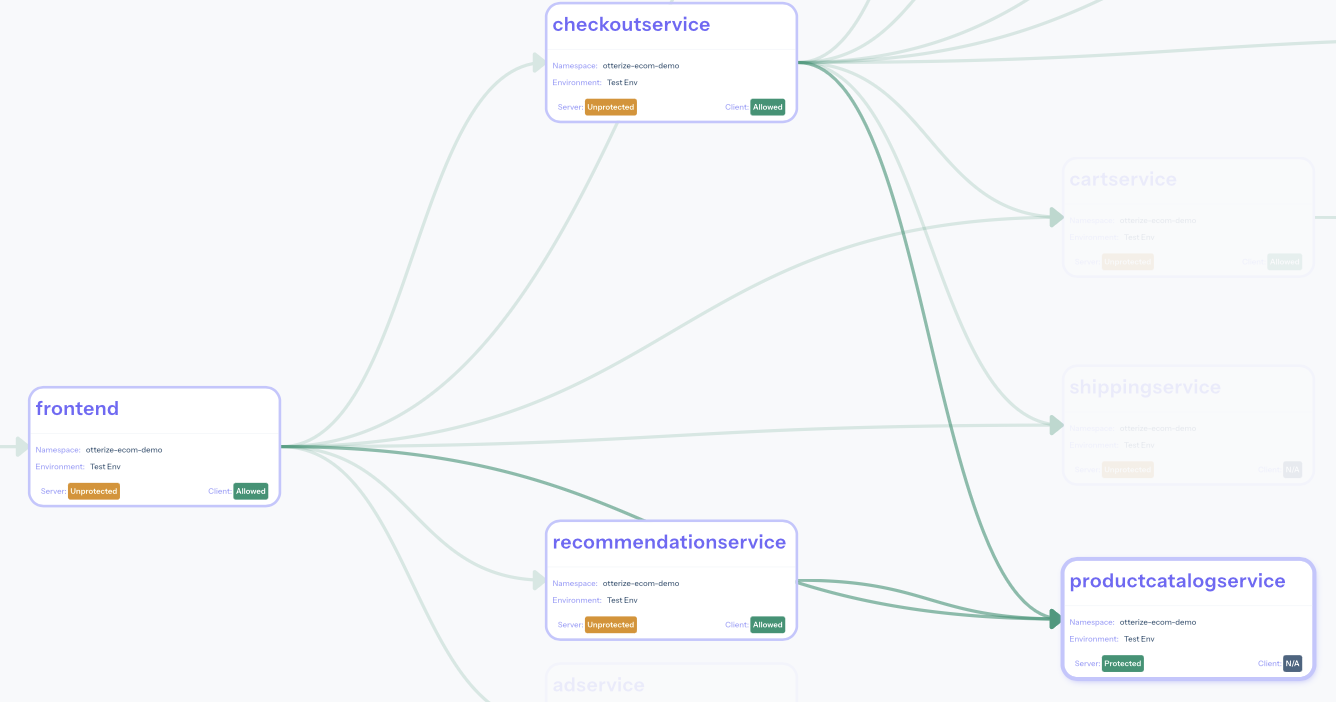 checkoutservice
Namespace: otterize-ecom-demo
Environment: Test Env
Server: Unprotected Client: Allowed
cartservice
Namespace: otterize-ecom-demo
Environment: Test Env
Server: Unprotected Client: Allowed
shippingservice
Namespace: otterize-ecom-demo
Environment: Test Env
Server: Unprotected Client: N/A
frontend
Namespace: otterize-ecom-demo
Environment: Test Env
Server: Unprotected Client: Allowed
recommendationservice
Namespace: otterize-ecom-demo
Environment: Test Env
Server: Unprotected Client: Allowed
productcatalogservice
Namespace: otterize-ecom-demo
Environment: Test Env
Server: Protected Client: N/A
adservice